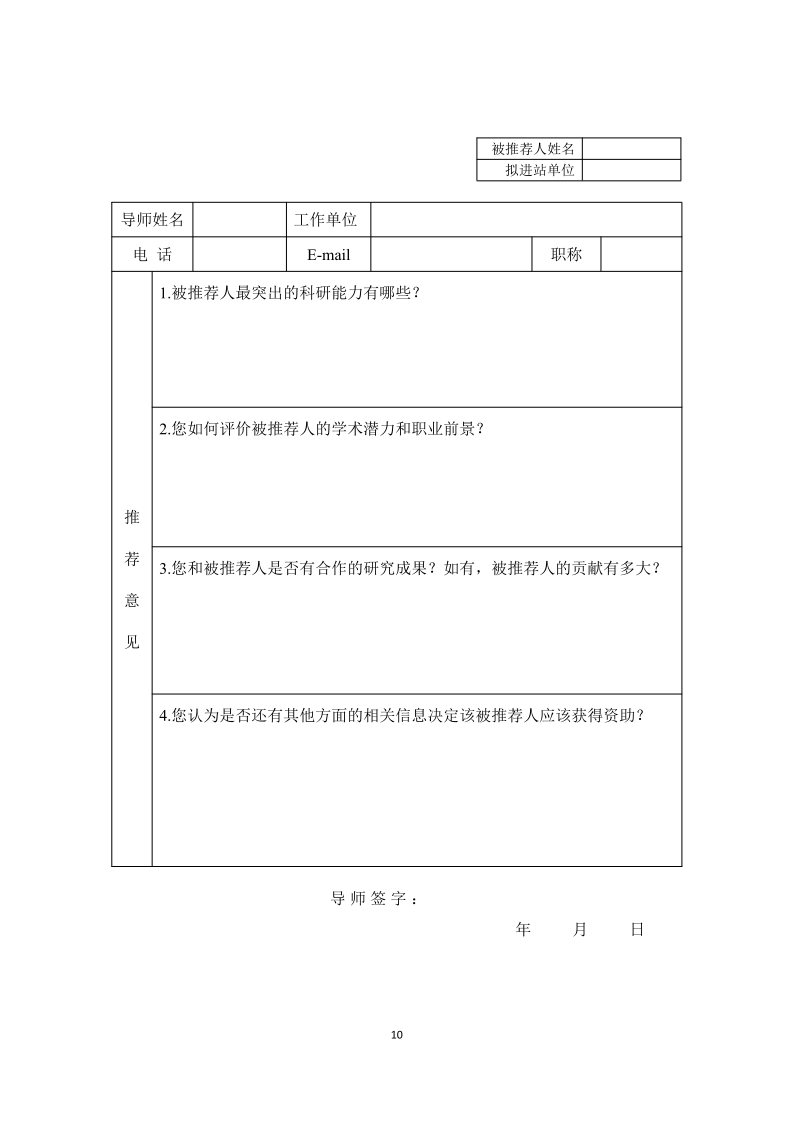 被推荐人姓名
拟进站单位
导师姓名 工作单位
电 话 E-mail 职称
1.被推荐人最突出的科研能力有哪些？
2.您如何评价被推荐人的学术潜力和职业前景？
推
荐
意
见
3.您和被推荐人是否有合作的研究成果？如有，被推荐人的贡献有多大？
4.您认为是否还有其他方面的相关信息决定该被推荐人应该获得资助？
导 师 签 字：
年 月 日
10